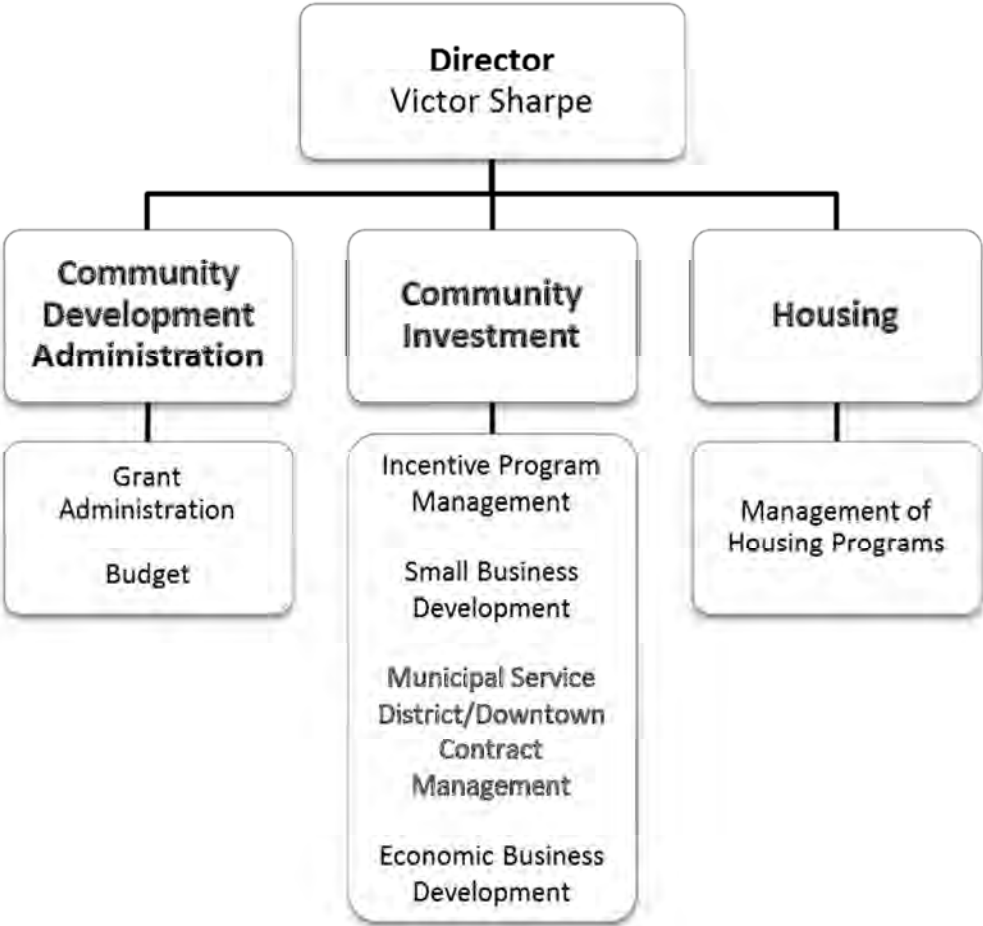 Director
Victor Sharpe
Community
Development
Administration
Community
Investment
Housing
Grant
Administration
Budget
Incentive Program
Management
Small Business
Development
Municipal Service
District/Downtown
Contract
Management
Economic Business
Development
Management of
Housing Programs